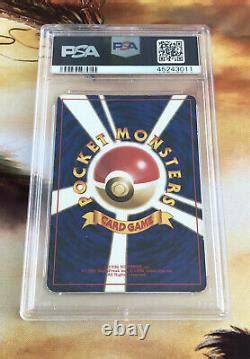 PSA
PSA
45243011
POCKET MONSTERS
CARD GAME